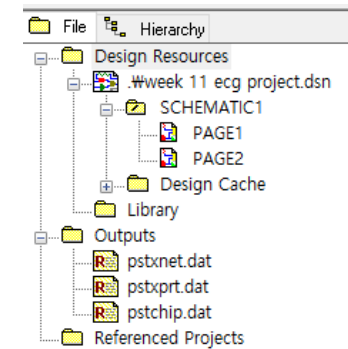 File Hierarchy
Design Resources
.₩week 11 ecg project.dsn
SCHEMATIC1
PAGE1
PAGE2
Design Cache
Library
Outputs
pstxnet.dat
pstxprt.dat
pstchip.dat
Referenced Projects